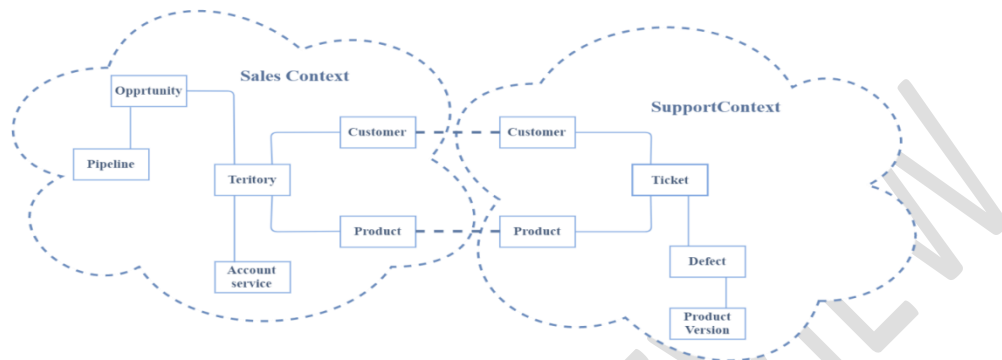 Sales Context
Opprtunity
Pipeline
Teritory
Account
service
Customer
Product
SupportContext
Customer
Product
Ticket
Defect
Product
Version